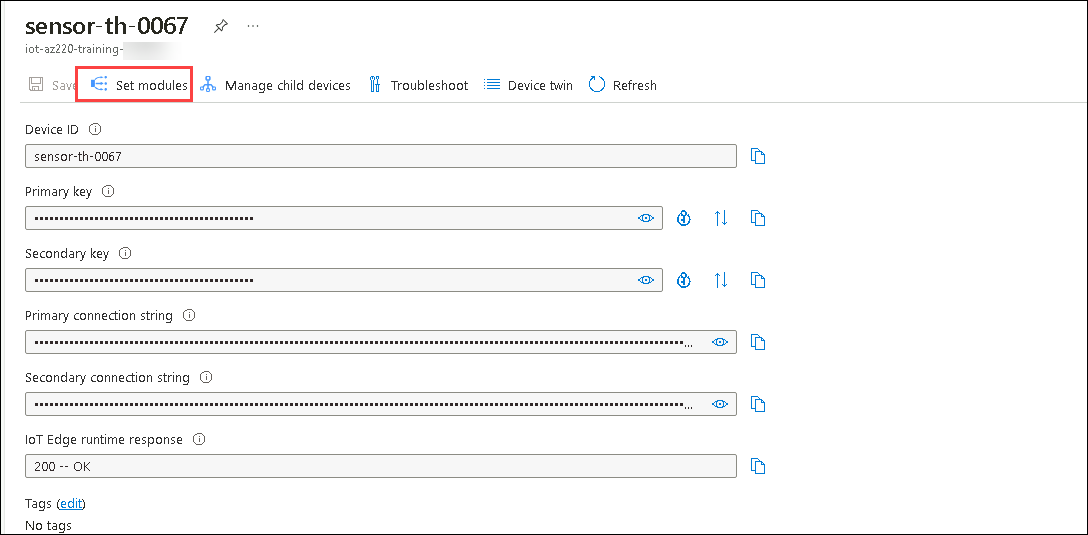 sensor-th-0067
iot-az220-training-
Save Set modules Manage child devices Troubleshoot Device twin Refresh
Device ID
sensor-th-0067
Primary key
Secondary key
Primary connection string
...
Secondary connection string
...
IoT Edge runtime response
200 -- OK
Tags (edit)
No tags